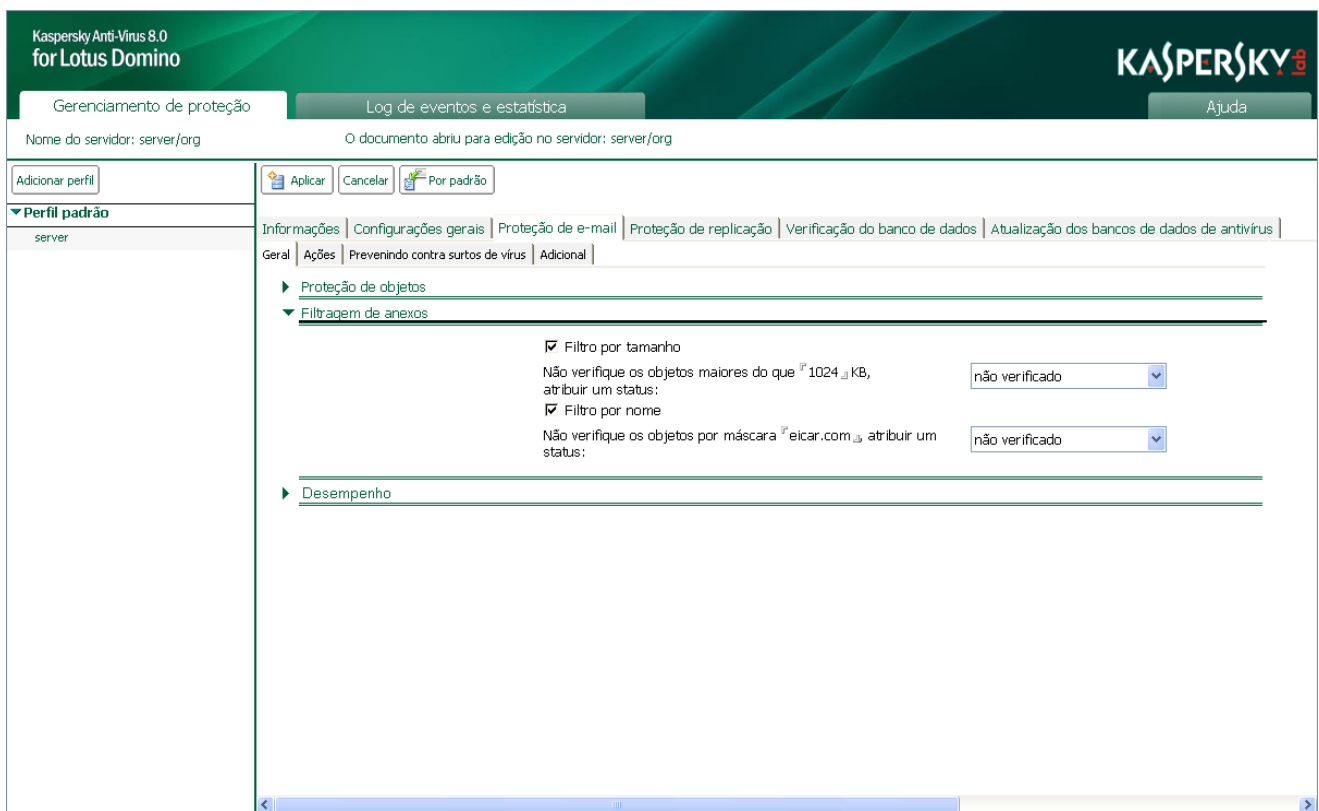 Kaspersky Anti-Virus 8.0
for Lotus Domino
KASPERSKY lab
Gerenciamento de proteção
Log de eventos e estatística
Ajuda
Nome do servidor: server/org
O documento abriu para edição no servidor: server/org
Adicionar perfil
Aplicar
Cancelar
Por padrão
Perfil padrão
server
Informações
Configurações gerais
Proteção de e-mail
Proteção de replicação
Verificação do banco de dados
Atualização dos bancos de dados de antivírus
Geral
Ações
Prevenindo contra surtos de vírus
Adicional
Proteção de objetos
Filtragem de anexos
Filtro por tamanho
Não verifique os objetos maiores do que 『1024』 KB,
atribuir um status:
não verificado
Filtro por nome
Não verifique os objetos por máscara 『eicar.com』, atribuir um
status:
não verificado
Desempenho